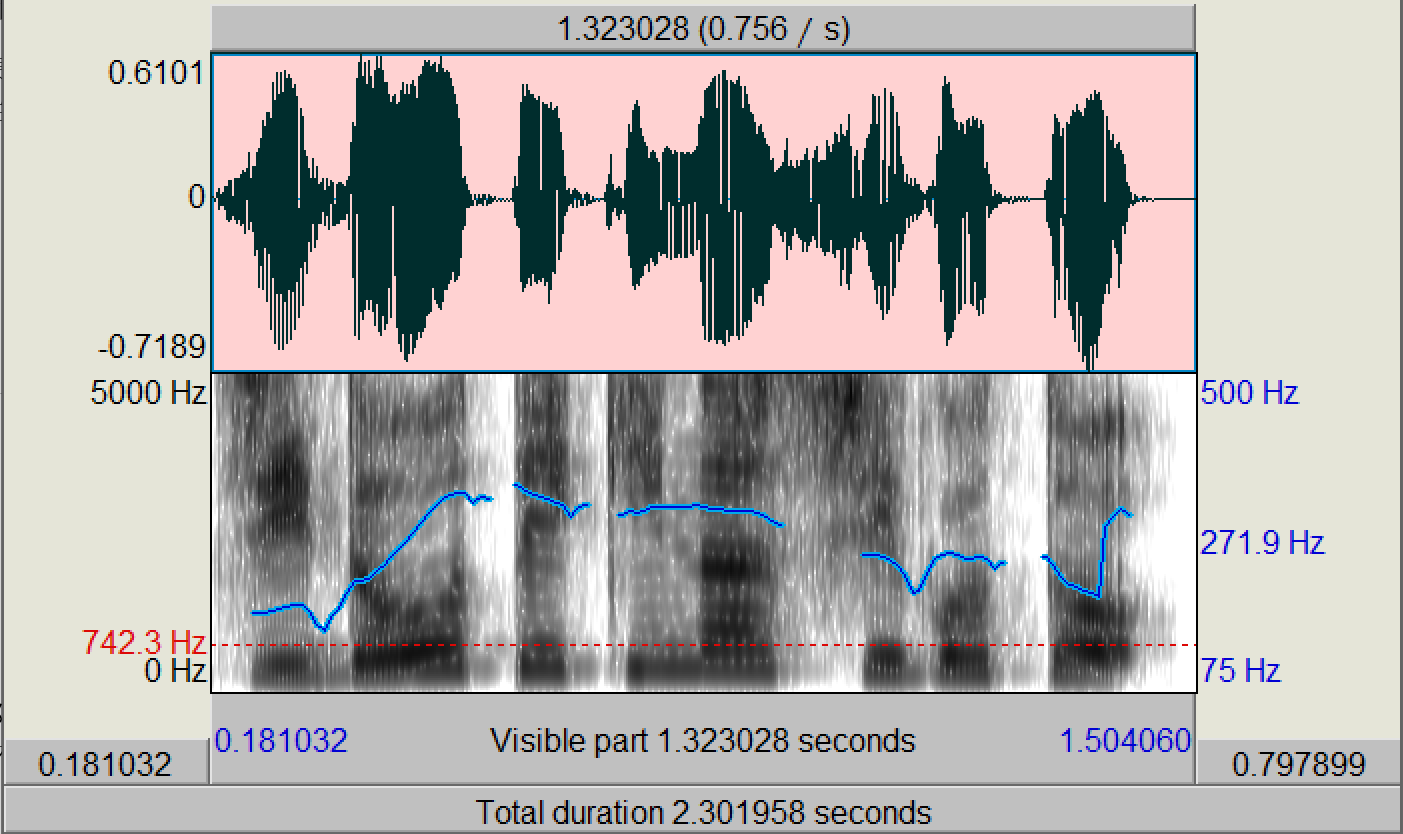 1.323028 (0.756 / s)
0.6101
0
-0.7189
5000 Hz
500 Hz
271.9 Hz
742.3 Hz
0 Hz
75 Hz
0.181032
Visible part 1.323028 seconds
1.504060
0.181032
0.797899
Total duration 2.301958 seconds